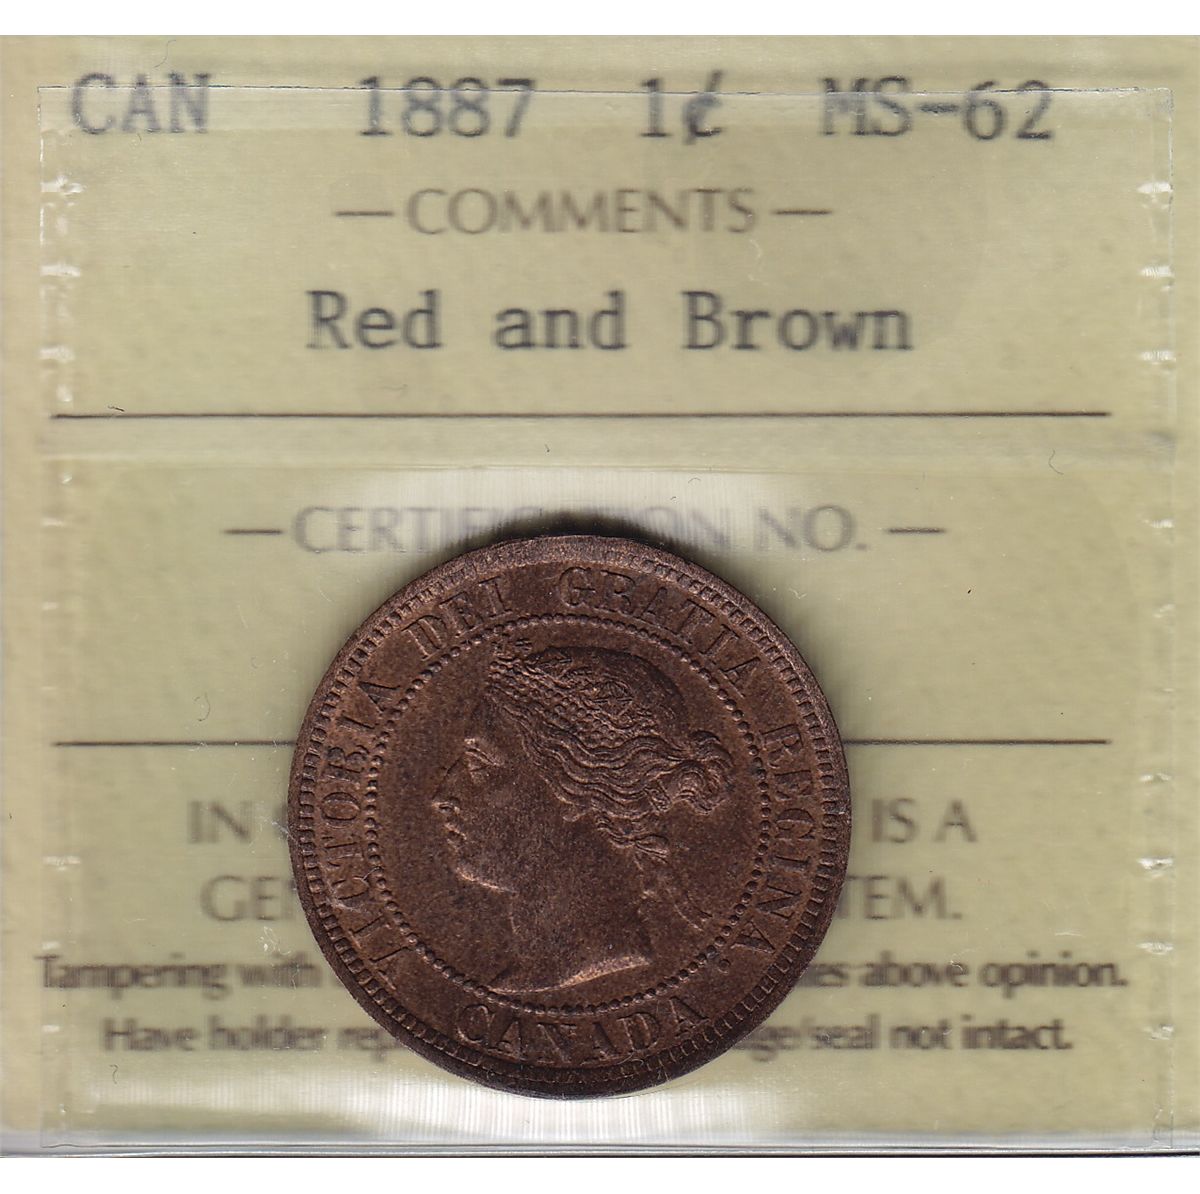 CAN 1887 1¢ MS-62
— COMMENTS —
Red and Brown
— CERTIFICATION NO. —
VICTORIA DEI GRATIA REGINA.
CANADA
IN IS A
TEM.
Tampering with above opinion.
Have holder seal not intact.